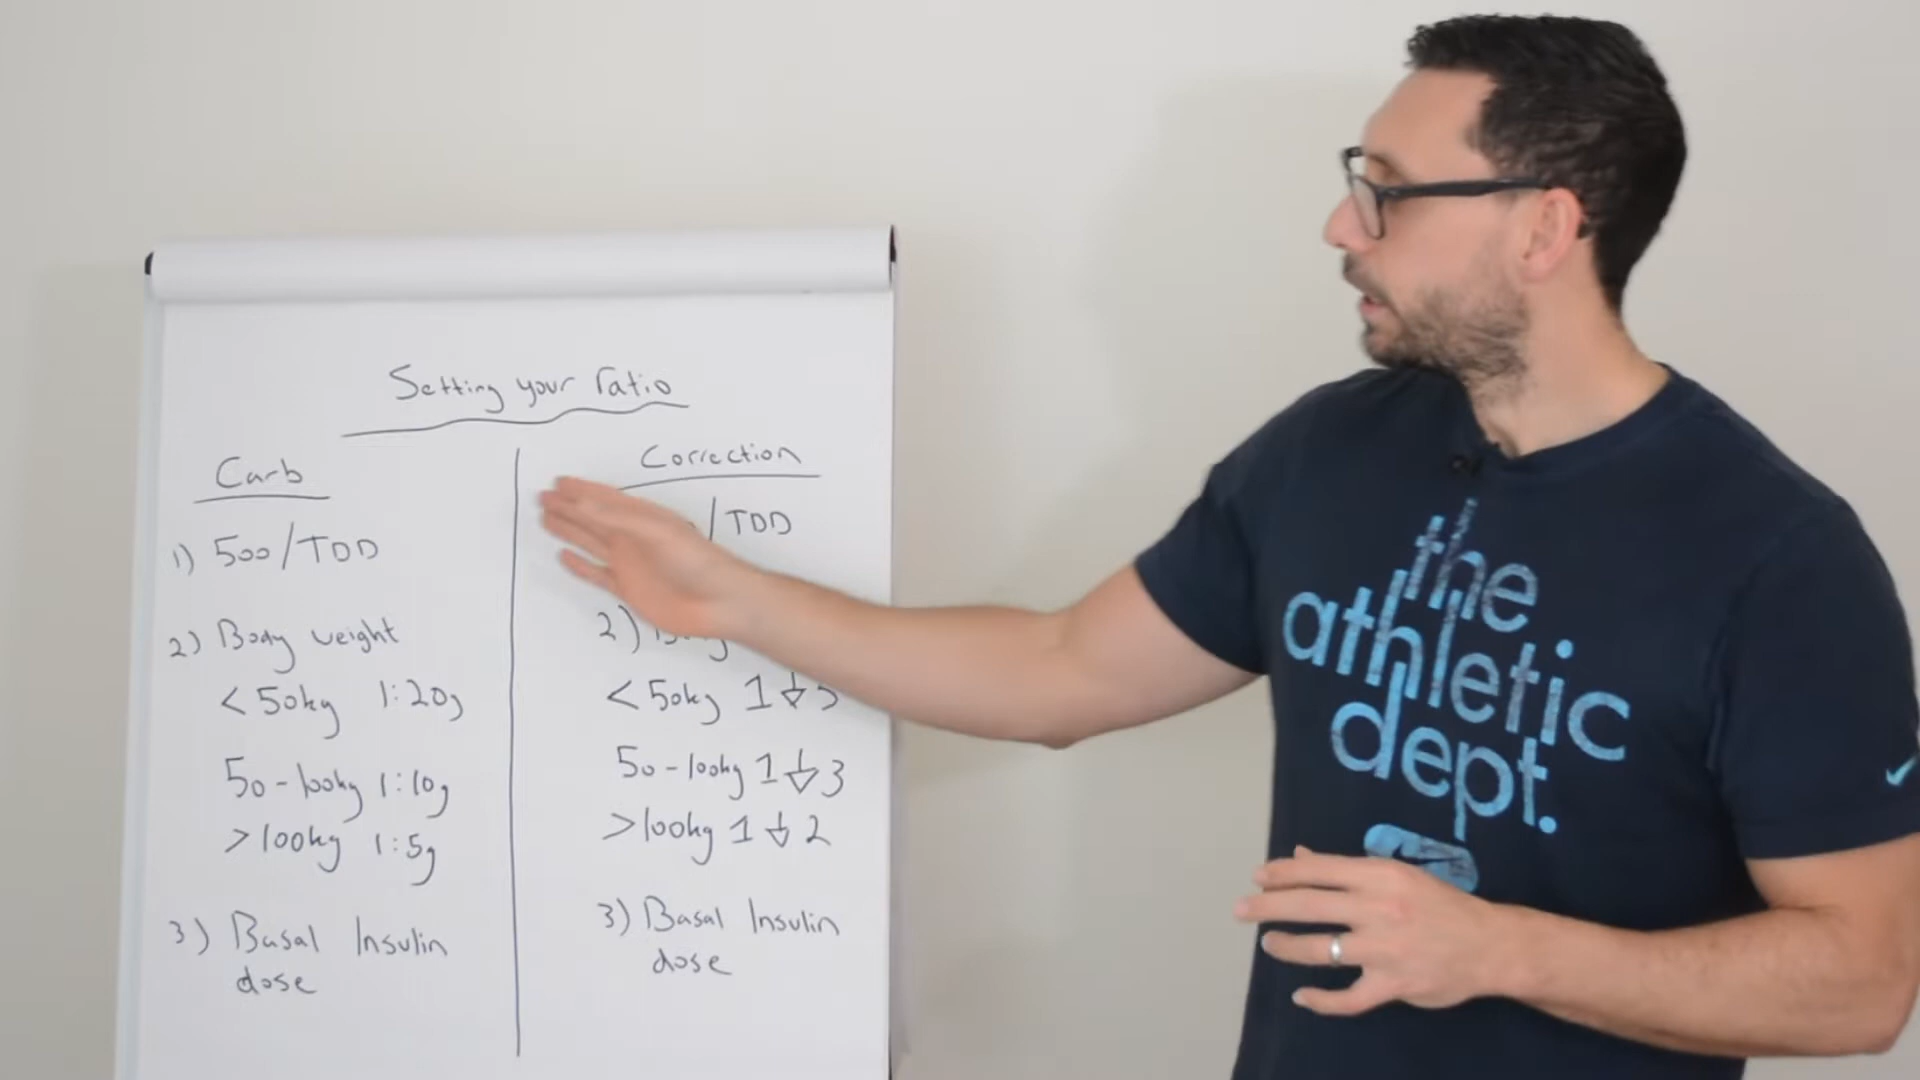 Setting your ratio
Carb
1) 500/TDD
2) Body weight
<50kg 1:20g
50-100kg 1:10g
>100kg 1:5g
3) Basal Insulin
dose
Correction
/TDD
2)
<50kg 1↓
50-100kg 1↓3
>100kg 1↓2
3) Basal Insulin
dose
the
athletic
dept.